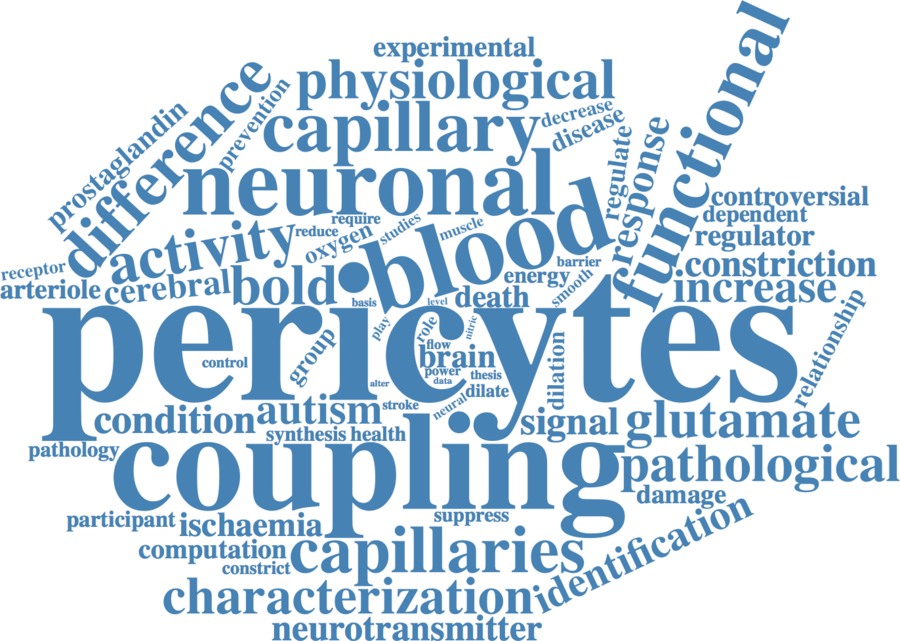 experimental
physiological
functional
difference
prevention
capillary
decrease
disease
prostaglandin
neuronal
regulate
response
controversial
dependent
regulator
require
studies
muscle
reduce
oxygen
activity
blood
receptor
arteriole
cerebral
bold
barrier
energy
smooth
constriction
increase
basis
level
death
pericytes
play
role
nitric
relationship
group
control
flow
brain
power
data
thesis
alter
dilate
dilation
stroke
neural
condition
autism
signal
glutamate
synthesis
health
pathology
coupling
pathological
damage
participant
ischaemia
suppress
identification
computation
constrict
capillaries
characterization
neurotransmitter